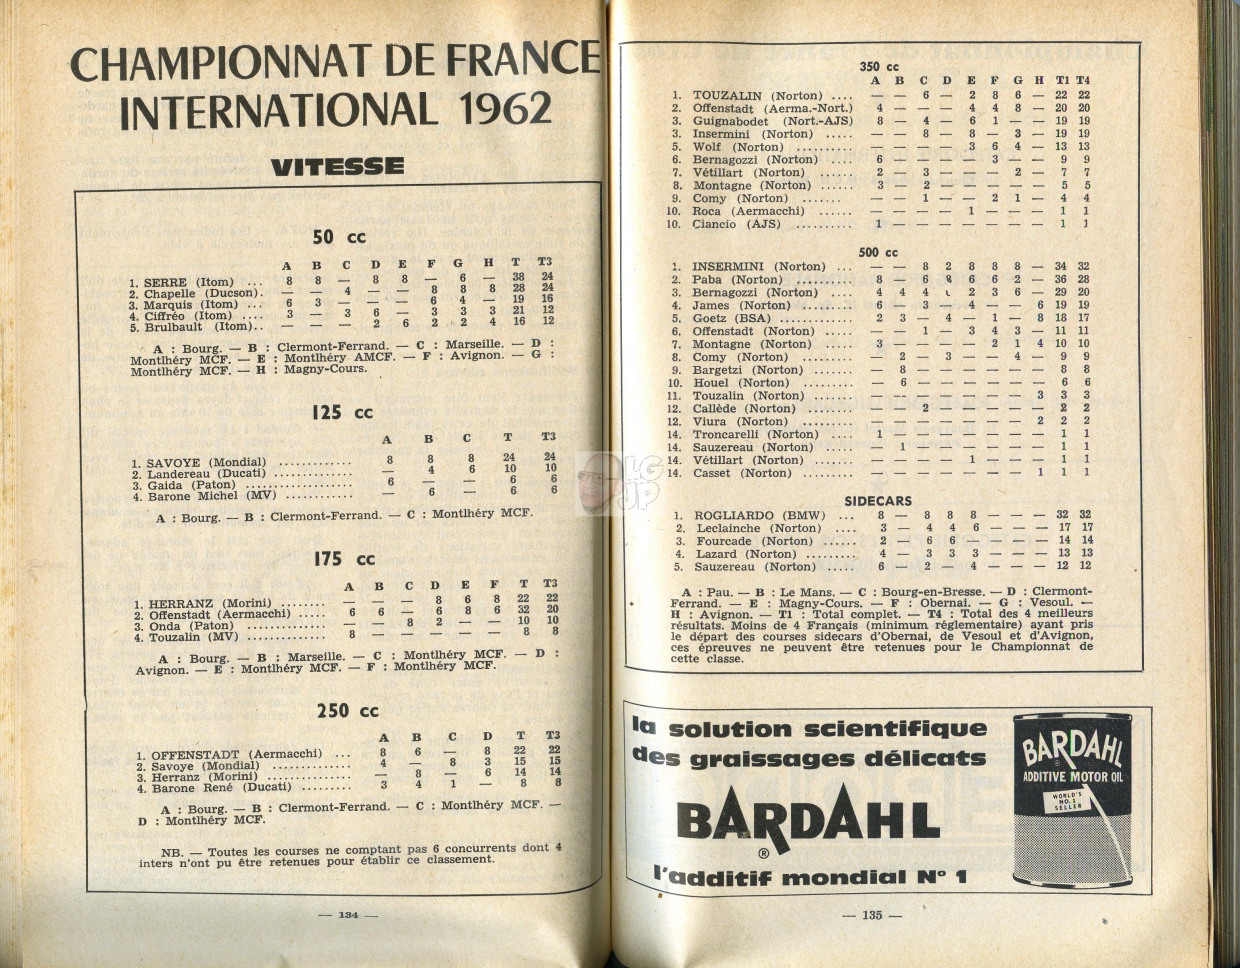 CHAMPIONNAT DE FRANCE
INTERNATIONAL 1962
VITESSE
50 cc
A B C D E F G H T T3
1. SERRE (Itom) ... 8 8 — 8 8 — 6 — 38 24
2. Chapelle (Ducson). — — 4 — — 8 8 8 28 24
3. Marquis (Itom) ... 6 3 — — — 6 4 — 19 16
4. Ciffréo (Itom) .... 3 — 3 6 — 3 3 3 21 12
5. Brulbault (Itom).. — — — 2 6 2 2 4 16 12
A : Bourg. — B : Clermont-Ferrand. — C : Marseille. — D :
Montlhéry MCF. — E : Montlhéry AMCF. — F : Avignon. — G :
Montlhéry MCF. — H : Magny-Cours.
125 cc
A B C T T3
1. SAVOYE (Mondial) ............ 8 8 8 24 24
2. Landereau (Ducati) ............ — 4 6 10 10
3. Gaida (Paton) .................. 6 — — 6 6
4. Barone Michel (MV) ........... — 6 — 6 6
A : Bourg. — B : Clermont-Ferrand. — C : Montlhéry MCF.
175 cc
A B C D E F T T3
1. HERRANZ (Morini) ........ — — — 8 6 8 22 22
2. Offenstadt (Aermacchi) ... 6 6 — 6 8 6 32 20
3. Onda (Paton) ............... — — 8 2 — — 10 10
4. Touzalin (MV) ............. 8 — — — — — 8 8
A : Bourg. — B : Marseille. — C : Montlhéry MCF. — D :
Avignon. — E : Montlhéry MCF. — F : Montlhéry MCF.
250 cc
A B C D T T3
1. OFFENSTADT (Aermacchi) ... 8 6 — 8 22 22
2. Savoye (Mondial) ............. 4 — 8 3 15 15
3. Herranz (Morini) .............. — 8 — 6 14 14
4. Barone René (Ducati) ........ 3 4 1 — 8 8
A : Bourg. — B : Clermont-Ferrand. — C : Montlhéry MCF. —
D : Montlhéry MCF.
NB. — Toutes les courses ne comptant pas 6 concurrents dont 4
inters n'ont pu être retenues pour établir ce classement.
— 134 —
350 cc
A B C D E F G H T1 T4
1. TOUZALIN (Norton) .... — — 6 — 2 8 6 — 22 22
2. Offenstadt (Aerma.-Nort.) 4 — — — 4 4 8 — 20 20
3. Guignabodet (Nort.-AJS) 8 — 4 — 6 1 — — 19 19
3. Insermini (Norton) ..... — — 8 — 8 — 3 — 19 19
5. Wolf (Norton) .......... — — — — 3 6 4 — 13 13
6. Bernagozzi (Norton) .... 6 — — — — 3 — — 9 9
7. Vétillart (Norton) ...... 2 — 3 — — — 2 — 7 7
8. Montagne (Norton) ..... 3 — 2 — — — — — 5 5
9. Comy (Norton) ......... — — 1 — — 2 1 — 4 4
10. Roca (Aermacchi) ...... — — — — 1 — — — 1 1
10. Ciancio (AJS) .......... 1 — — — — — — — 1 1
500 cc
1. INSERMINI (Norton) ... — — 8 2 8 8 8 — 34 32
2. Paba (Norton) .......... 8 — 6 8 6 6 2 — 36 28
3. Bernagozzi (Norton) .... 4 4 4 2 3 6 — 29 20
4. James (Norton) ......... 6 — 3 — 4 — — 6 19 19
5. Goetz (BSA) ............ 2 3 — 4 — 1 — 8 18 17
6. Offenstadt (Norton) ..... — — 1 — 3 4 3 — 11 11
7. Montagne (Norton) ..... 3 — — — — 2 1 4 10 10
8. Comy (Norton) ......... — 2 — 3 — — 4 — 9 9
9. Bargetzi (Norton) ....... — 8 — — — — — — 8 8
10. Houel (Norton) ......... — 6 — — — — — — 6 6
11. Touzalin (Norton) ...... — — — — — — — 3 3 3
12. Callède (Norton) ........ — — 2 — — — — — 2 2
12. Viura (Norton) ......... — — — — — — — 2 2 2
14. Troncarelli (Norton) .... 1 — — — — — — — 1 1
14. Sauzereau (Norton) ..... — 1 — — — — — — 1 1
14. Vétillart (Norton) ...... — — — — 1 — — — 1 1
14. Casset (Norton) ......... — — — — — — — 1 1 1
SIDECARS
1. ROGLIARDO (BMW) ... 8 — 8 8 8 — — — 32 32
2. Leclainche (Norton) .... 3 — 4 4 6 — — — 17 17
3. Fourcade (Norton) ...... 2 — 6 6 — — — — 14 14
4. Lazard (Norton) ......... 4 — 3 3 3 — — — 13 13
5. Sauzereau (Norton) ..... 6 — 2 — 4 — — — 12 12
A : Pau. — B : Le Mans. — C : Bourg-en-Bresse. — D : Clermont-
Ferrand. — E : Magny-Cours. — F : Obernai. — G : Vesoul. —
H : Avignon. — T1 : Total complet. — T4 : Total des 4 meilleurs
résultats. Moins de 4 Français (minimum réglementaire) ayant pris
le départ des courses sidecars d'Obernai, de Vesoul et d'Avignon,
ces épreuves ne peuvent être retenues pour le Championnat de
cette classe.
la solution scientifique
des graissages délicats
BARDAHL
®
l'additif mondial N° 1
BARDAHL
®
ADDITIVE MOTOR OIL
WORLD'S
NO. 1
SELLER
— 135 —
LG
JP